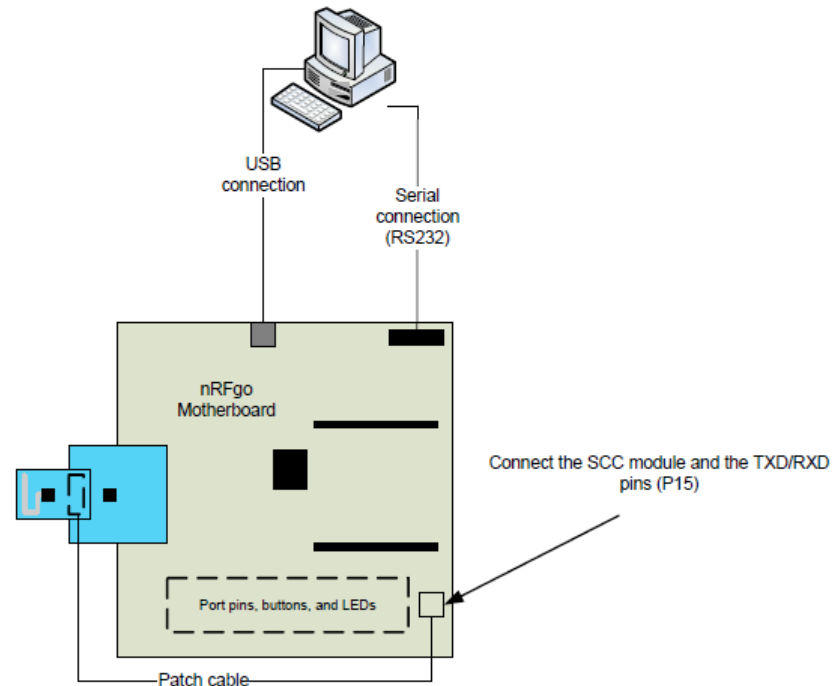 USB
connection
Serial
connection
(RS232)
nRFgo
Motherboard
Connect the SCC module and the TXD/RXD
pins (P15)
Port pins, buttons, and LEDs
Patch cable